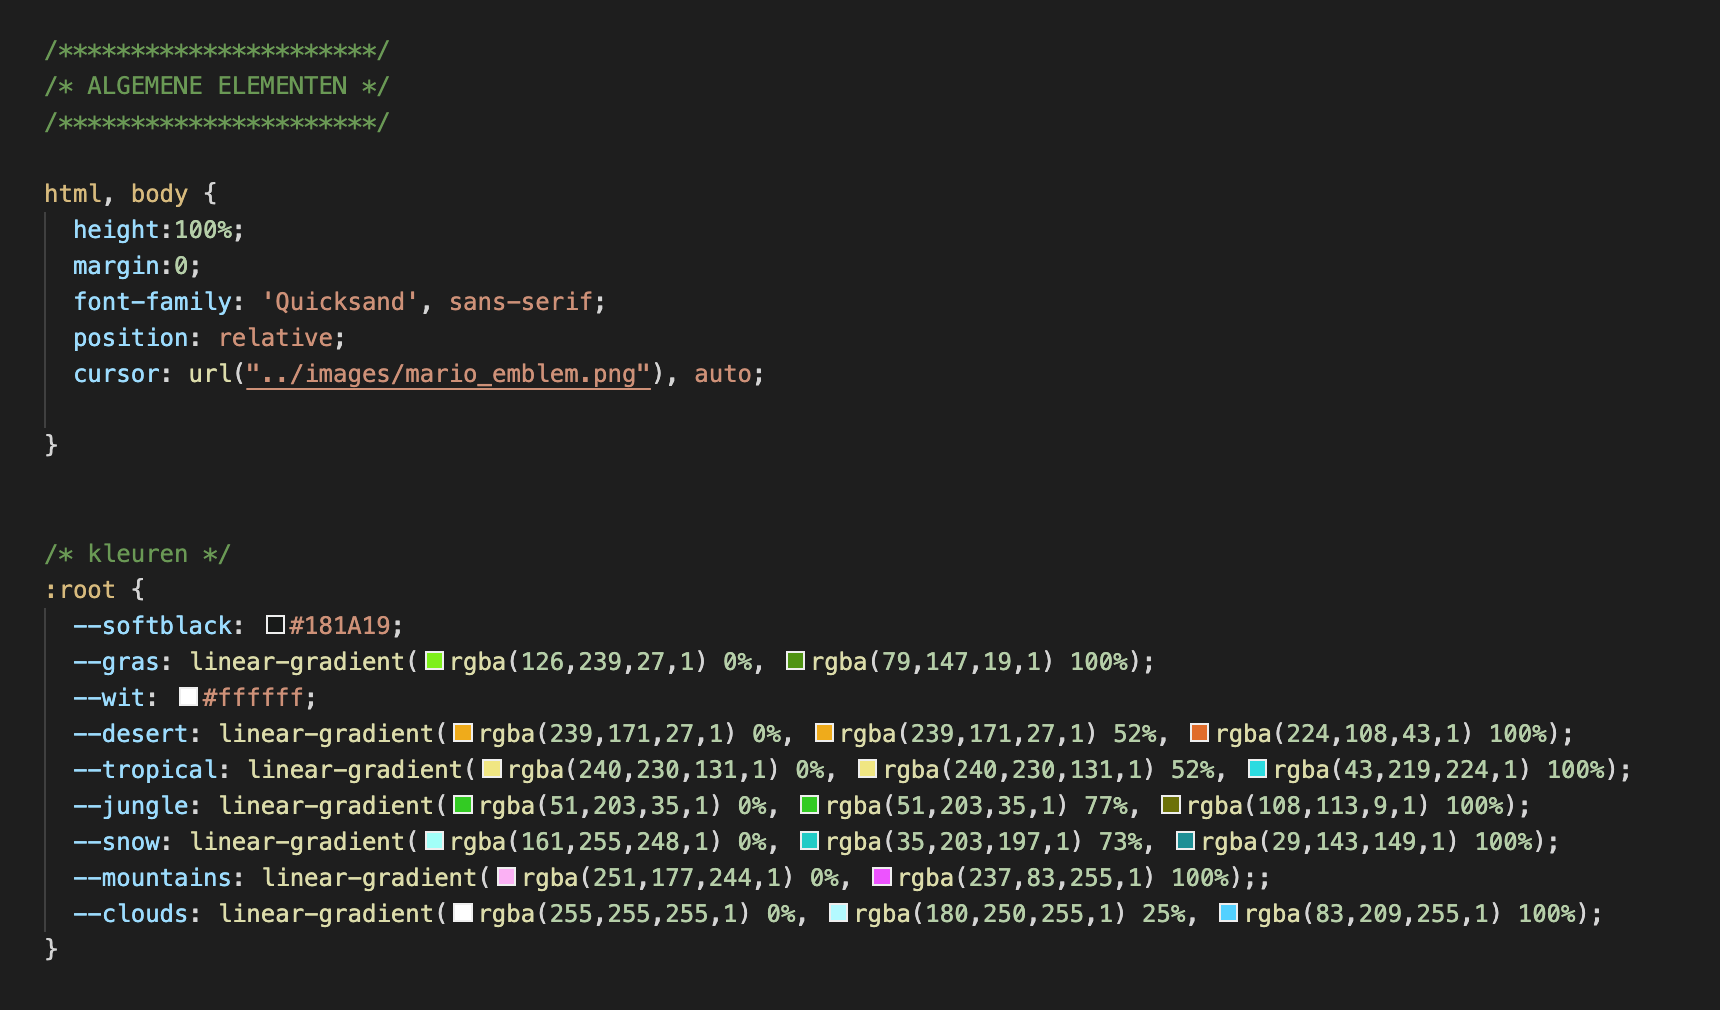 /**********************/
/* ALGEMENE ELEMENTEN */
/**********************/
html, body {
height:100%;
margin:0;
font-family: 'Quicksand', sans-serif;
position: relative;
cursor: url("../images/mario_emblem.png"), auto;
}
/* kleuren */
:root {
--softblack: #181A19;
--gras: linear-gradient(rgba(126,239,27,1) 0%, rgba(79,147,19,1) 100%);
--wit: #ffffff;
--desert: linear-gradient(rgba(239,171,27,1) 0%, rgba(239,171,27,1) 52%, rgba(224,108,43,1) 100%);
--tropical: linear-gradient(rgba(240,230,131,1) 0%, rgba(240,230,131,1) 52%, rgba(43,219,224,1) 100%);
--jungle: linear-gradient(rgba(51,203,35,1) 0%, rgba(51,203,35,1) 77%, rgba(108,113,9,1) 100%);
--snow: linear-gradient(rgba(161,255,248,1) 0%, rgba(35,203,197,1) 73%, rgba(29,143,149,1) 100%);
--mountains: linear-gradient(rgba(251,177,244,1) 0%, rgba(237,83,255,1) 100%);;
--clouds: linear-gradient(rgba(255,255,255,1) 0%, rgba(180,250,255,1) 25%, rgba(83,209,255,1) 100%);
}